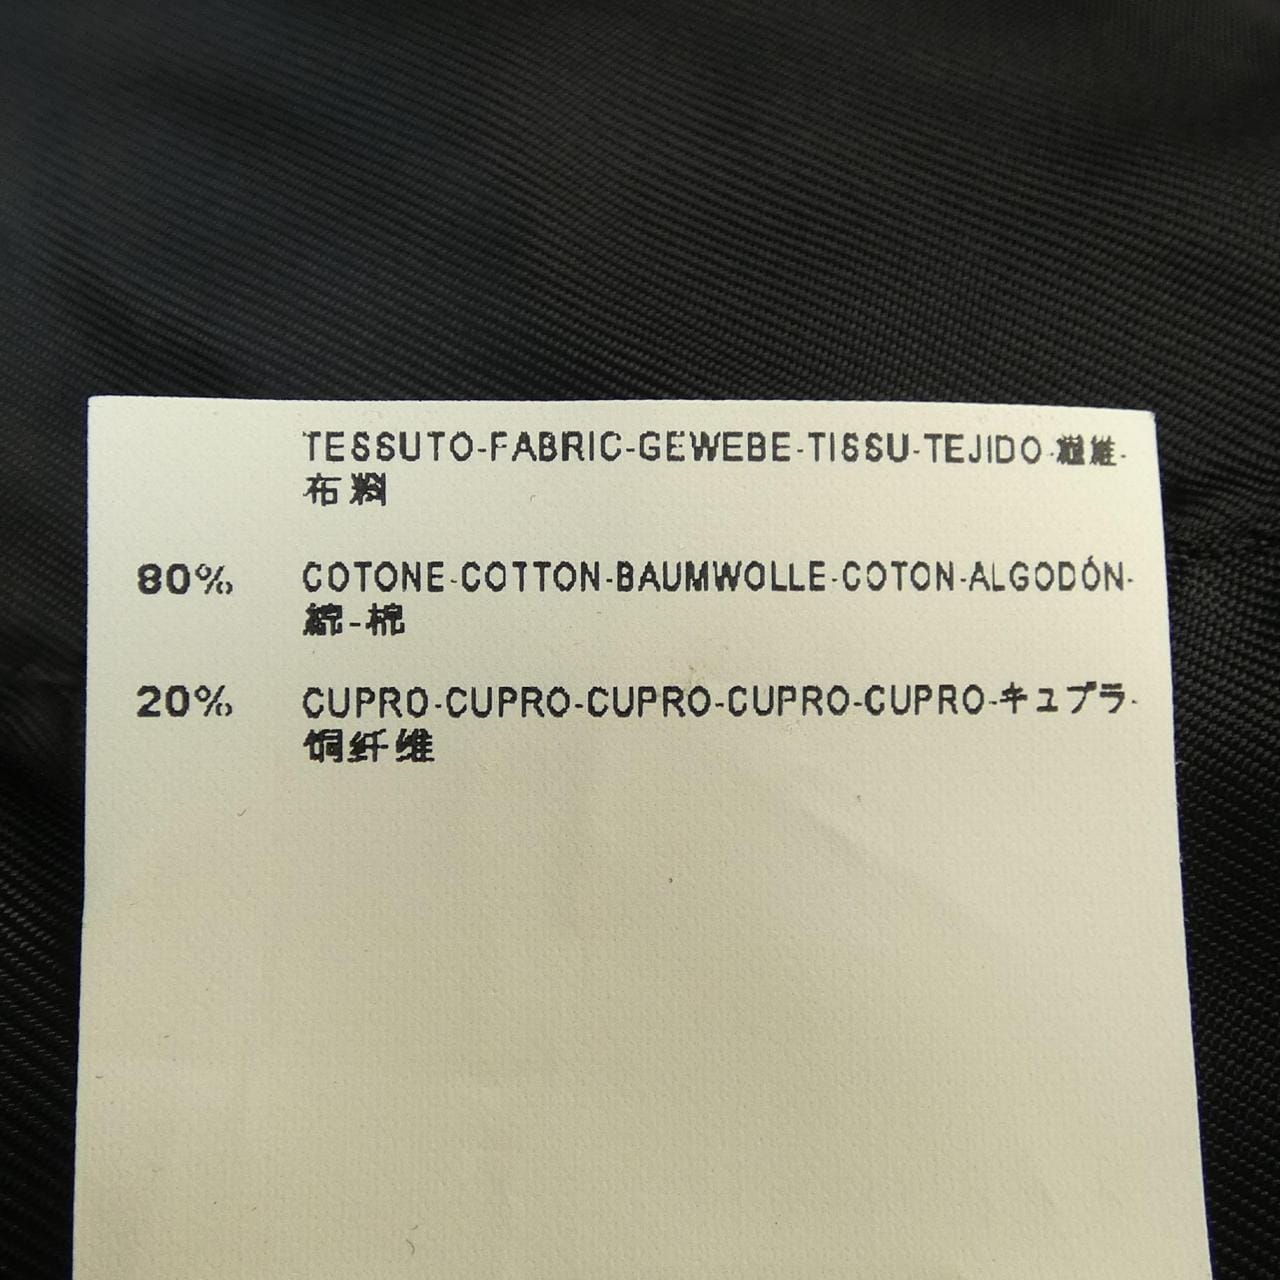 TESSUTO-FABRIC-GEWEBE-TISSU-TEJIDO-繊維-
布料
80% COTONE-COTTON-BAUMWOLLE-COTON-ALGODÓN-
綿-棉
20% CUPRO-CUPRO-CUPRO-CUPRO-CUPRO-キュプラ-
铜纤维